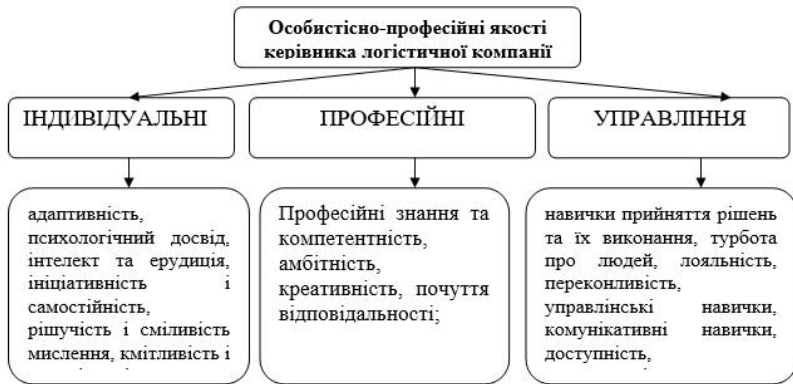 Особистісно-професійні якості
керівника логістичної компанії
ІНДИВІДУАЛЬНІ
ПРОФЕСІЙНІ
УПРАВЛІННЯ
адаптивність,
психологічний досвід,
інтелект та ерудиція,
ініціативність і
самостійність,
рішучість і сміливість
мислення, кмітливість і
Професійні знання та
компетентність,
амбітність,
креативність, почуття
відповідальності;
навички прийняття рішень
та їх виконання, турбота
про людей, лояльність,
переконливість,
управлінські навички,
комунікативні навички,
доступність,